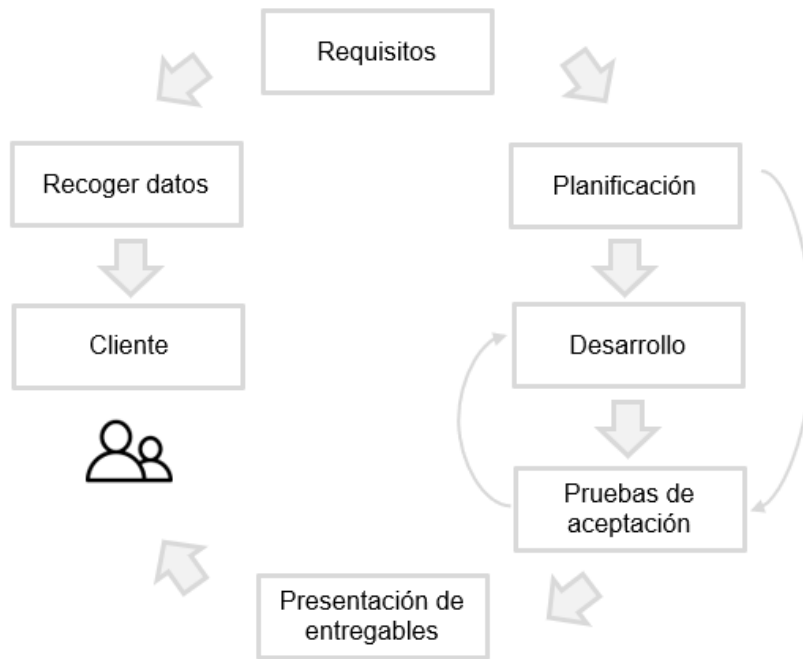 Requisitos
Recoger datos
Planificación
Cliente
Desarrollo
Pruebas de
aceptación
Presentación de
entregables